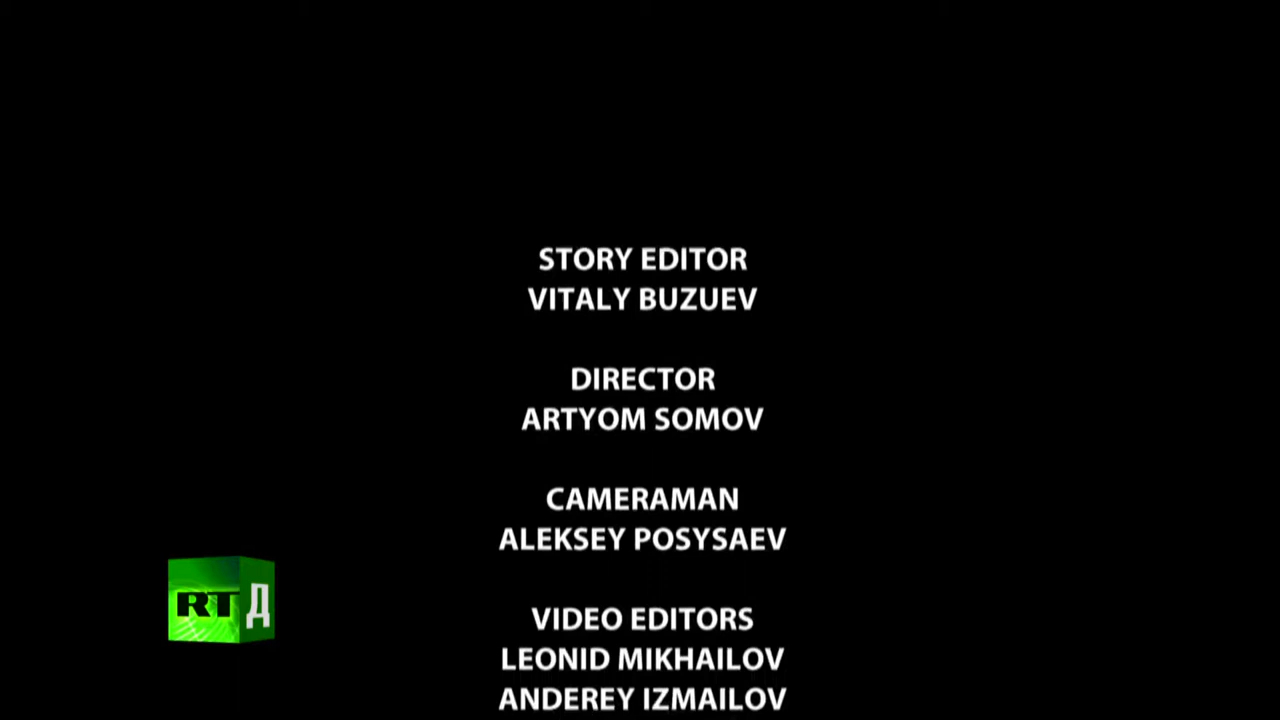 STORY EDITOR
VITALY BUZUEV
DIRECTOR
ARTYOM SOMOV
CAMERAMAN
ALEKSEY POSYSAEV
RT Д
VIDEO EDITORS
LEONID MIKHAILOV
ANDEREY IZMAILOV